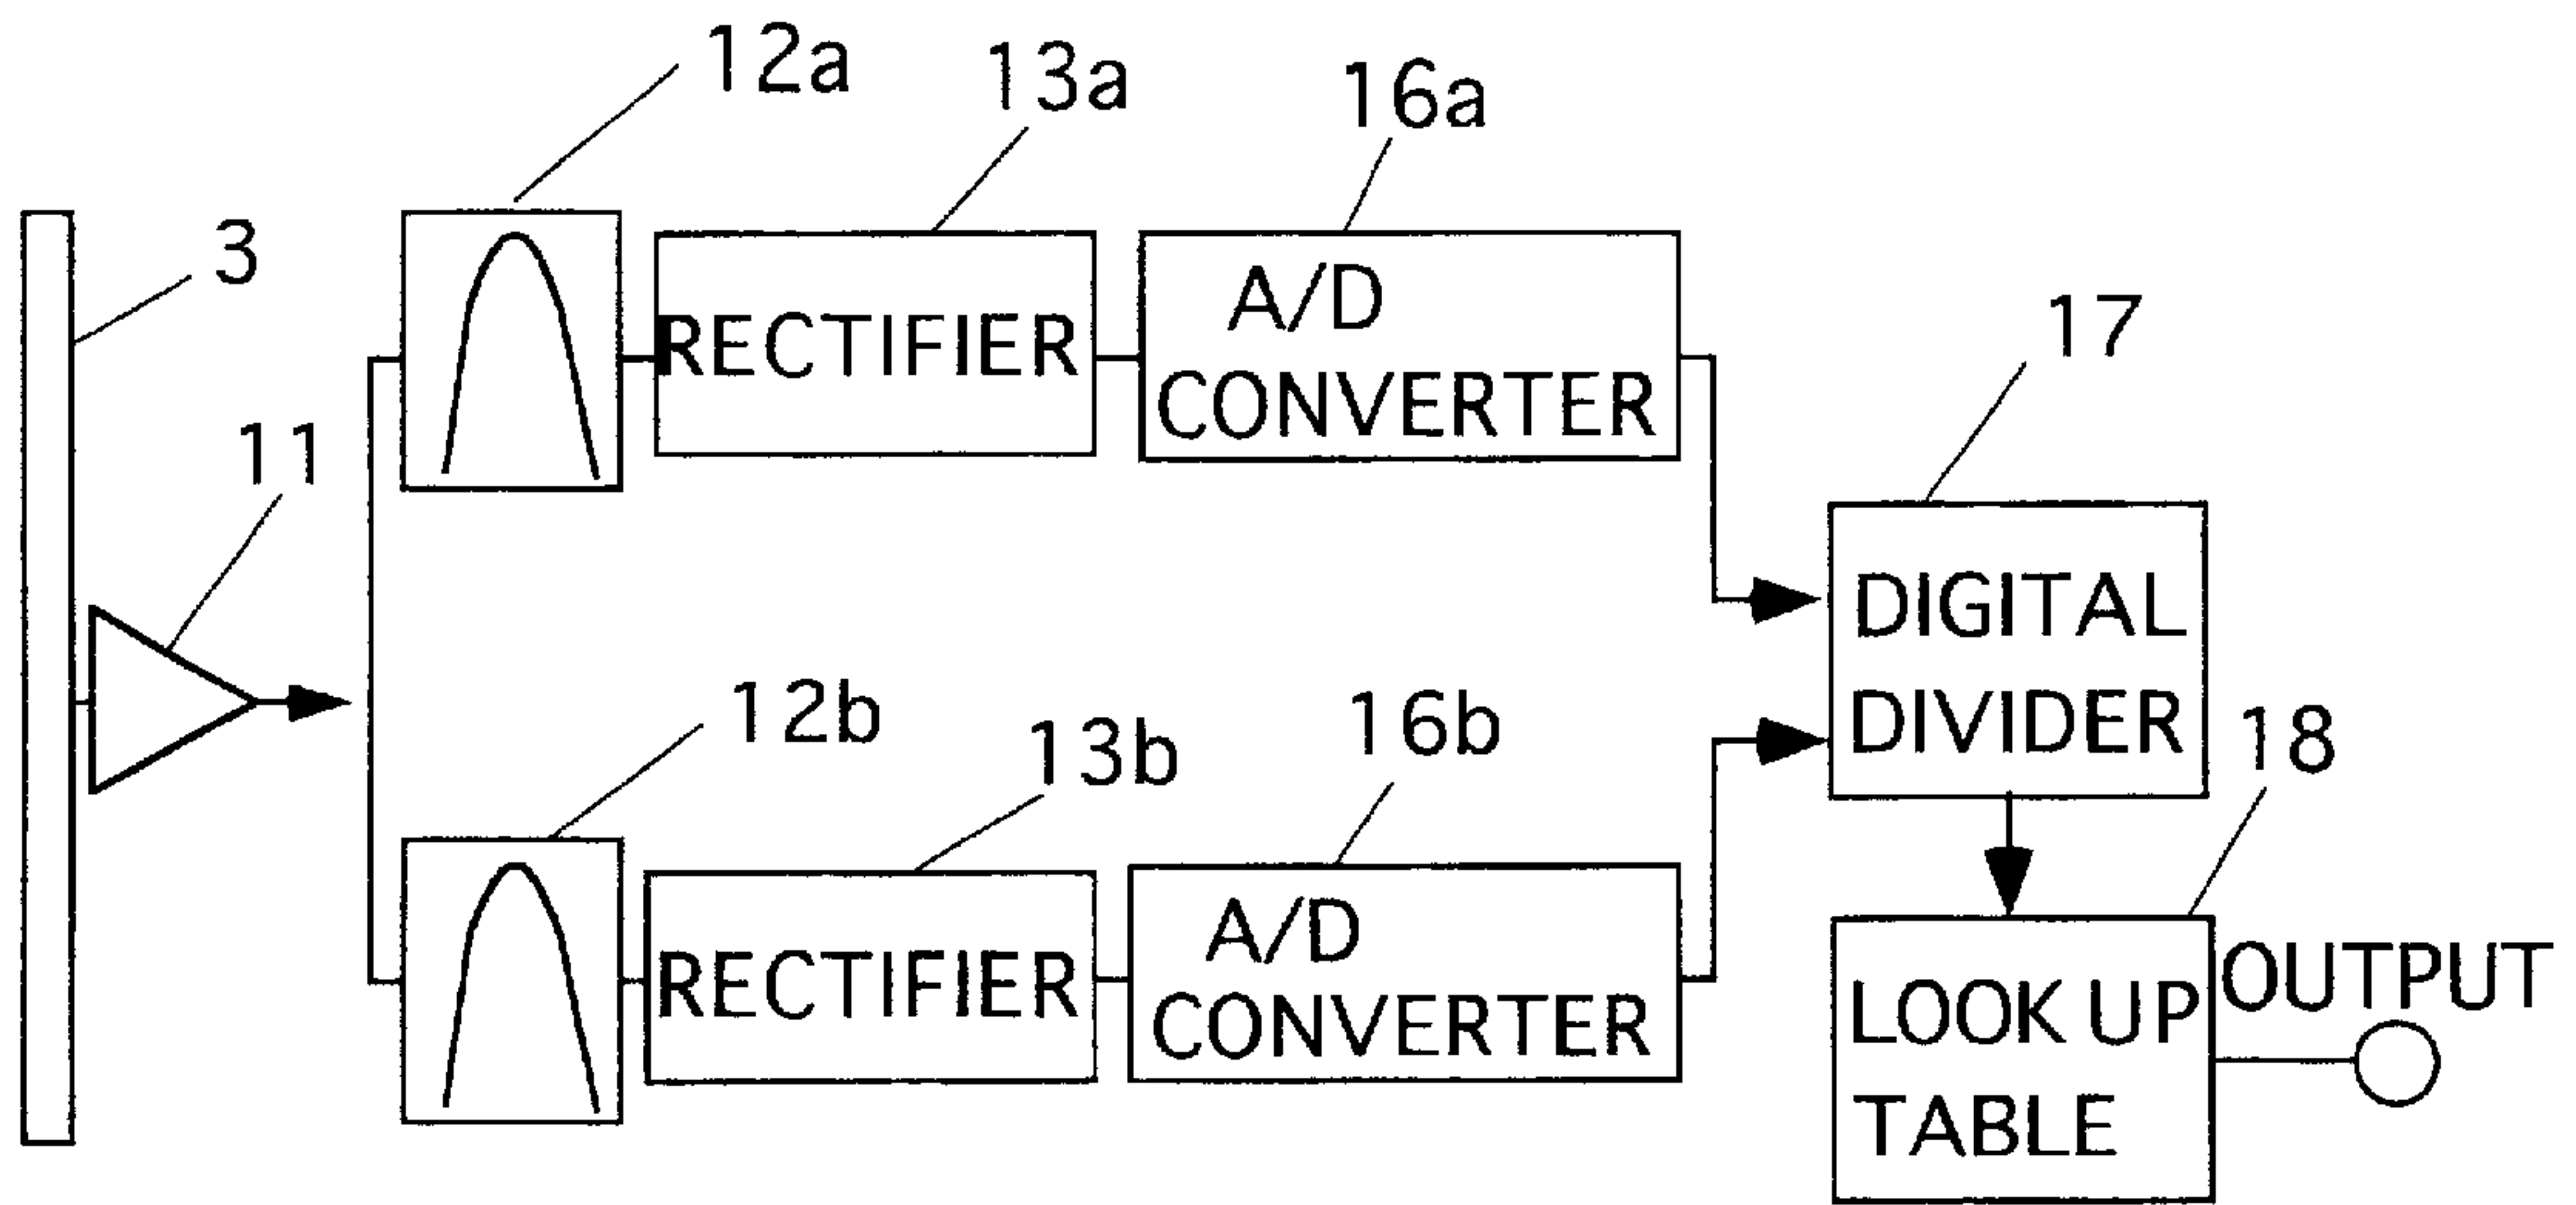 12a
13a
16a
3
RECTIFIER
A/D
CONVERTER
17
11
DIGITAL
DIVIDER
12b
13b
16b
18
RECTIFIER
A/D
CONVERTER
LOOK UP
TABLE
OUTPUT